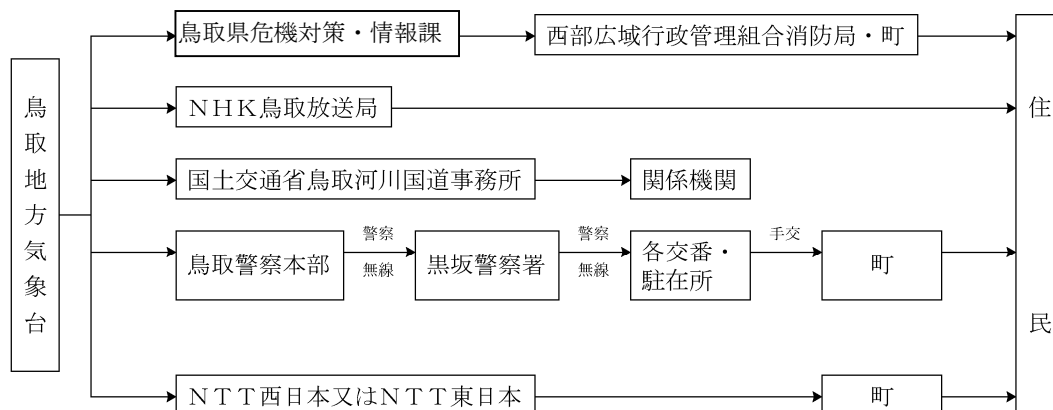 鳥取地方気象台
鳥取県危機対策・情報課
西部広域行政管理組合消防局・町
ＮＨＫ鳥取放送局
国土交通省鳥取河川国道事務所
関係機関
鳥取警察本部
警察
無線
黒坂警察署
警察
無線
各交番・
駐在所
手交
町
ＮＴＴ西日本又はＮＴＴ東日本
町
住民